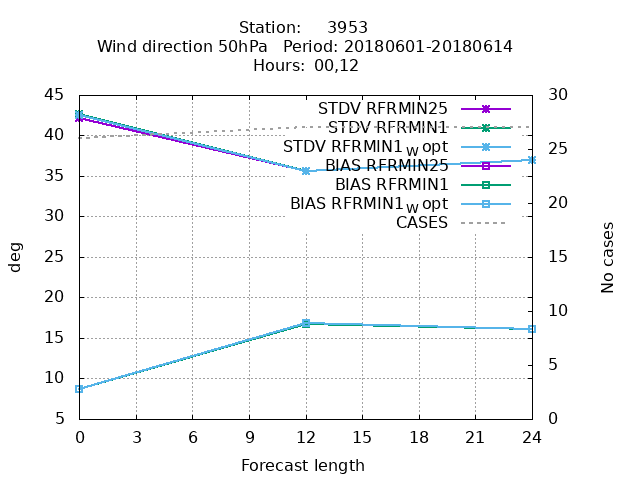 Station: 3953
Wind direction 50hPa Period: 20180601-20180614
Hours: 00,12
45
40
35
30
25
20
15
10
5
deg
30
25
20
15
10
5
0
No cases
STDV RFRMIN25
STDV RFRMIN1
STDV RFRMIN1w opt
BIAS RFRMIN25
BIAS RFRMIN1
BIAS RFRMIN1w opt
CASES
0 3 6 9 12 15 18 21 24
Forecast length